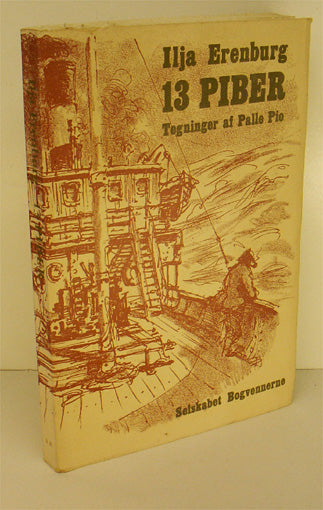 Ilja Erenburg
13 PIBER
Tegninger af Palle Pio
Selskabet Bogvennerne